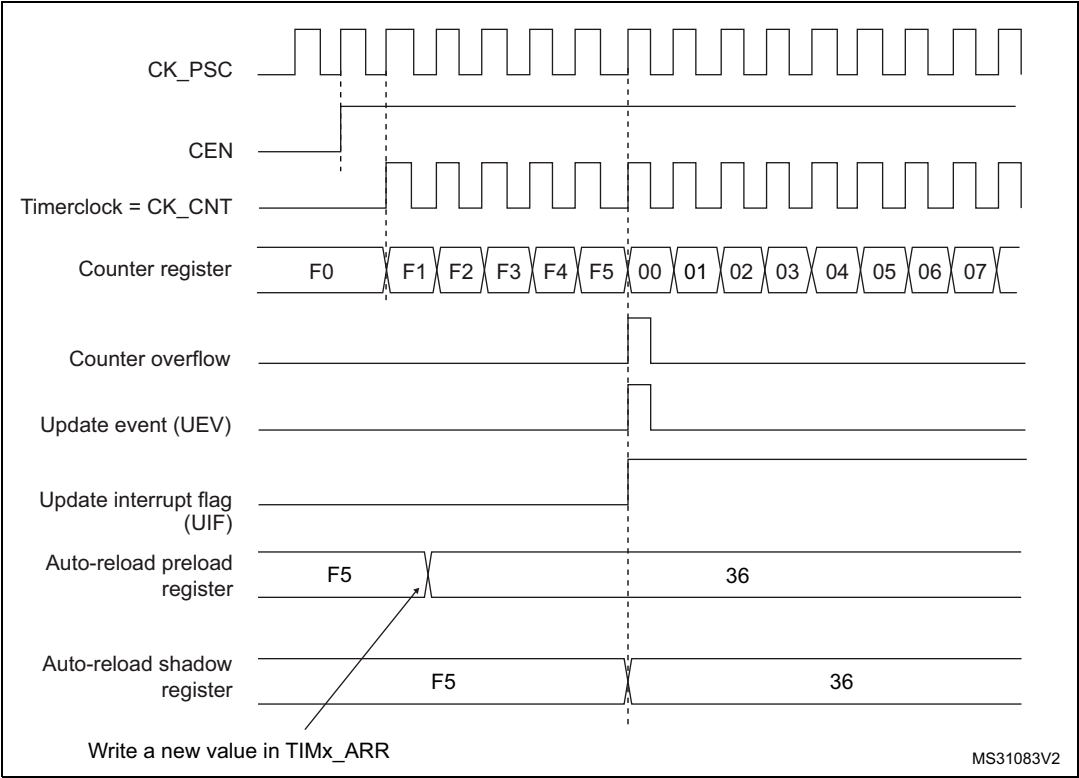 CK_PSC
CEN
Timerclock = CK_CNT
Counter register
F0 F1 F2 F3 F4 F5 00 01 02 03 04 05 06 07
Counter overflow
Update event (UEV)
Update interrupt flag
(UIF)
Auto-reload preload
register
F5 36
Auto-reload shadow
register
F5 36
Write a new value in TIMx_ARR
MS31083V2